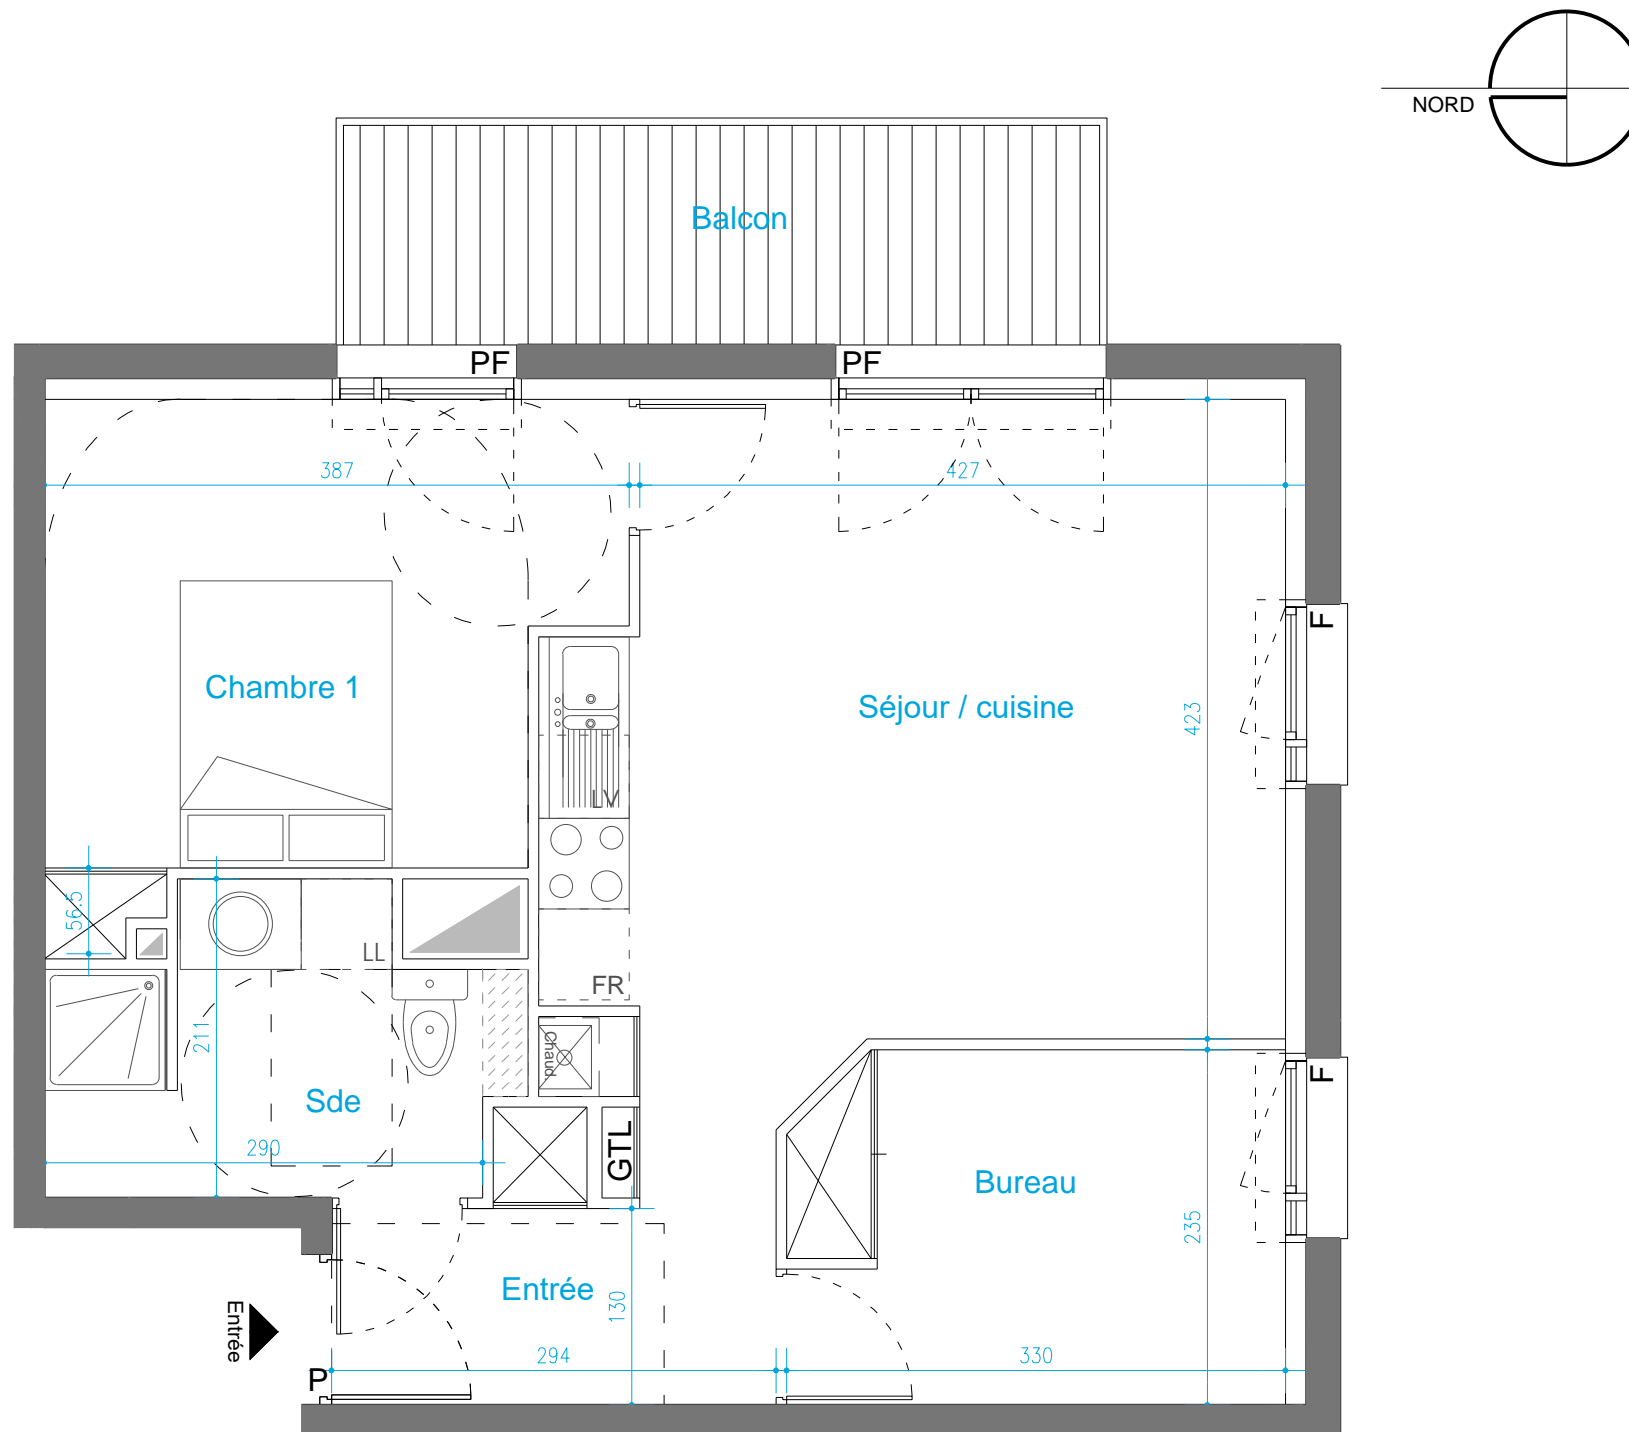 NORD
Balcon
PF
PF
387
427
F
Chambre 1
Séjour / cuisine
423
LV
56.5
LL
FR
211
Chaud
F
Sde
290
GTL
Bureau
235
Entrée
130
Entrée
294
330
P